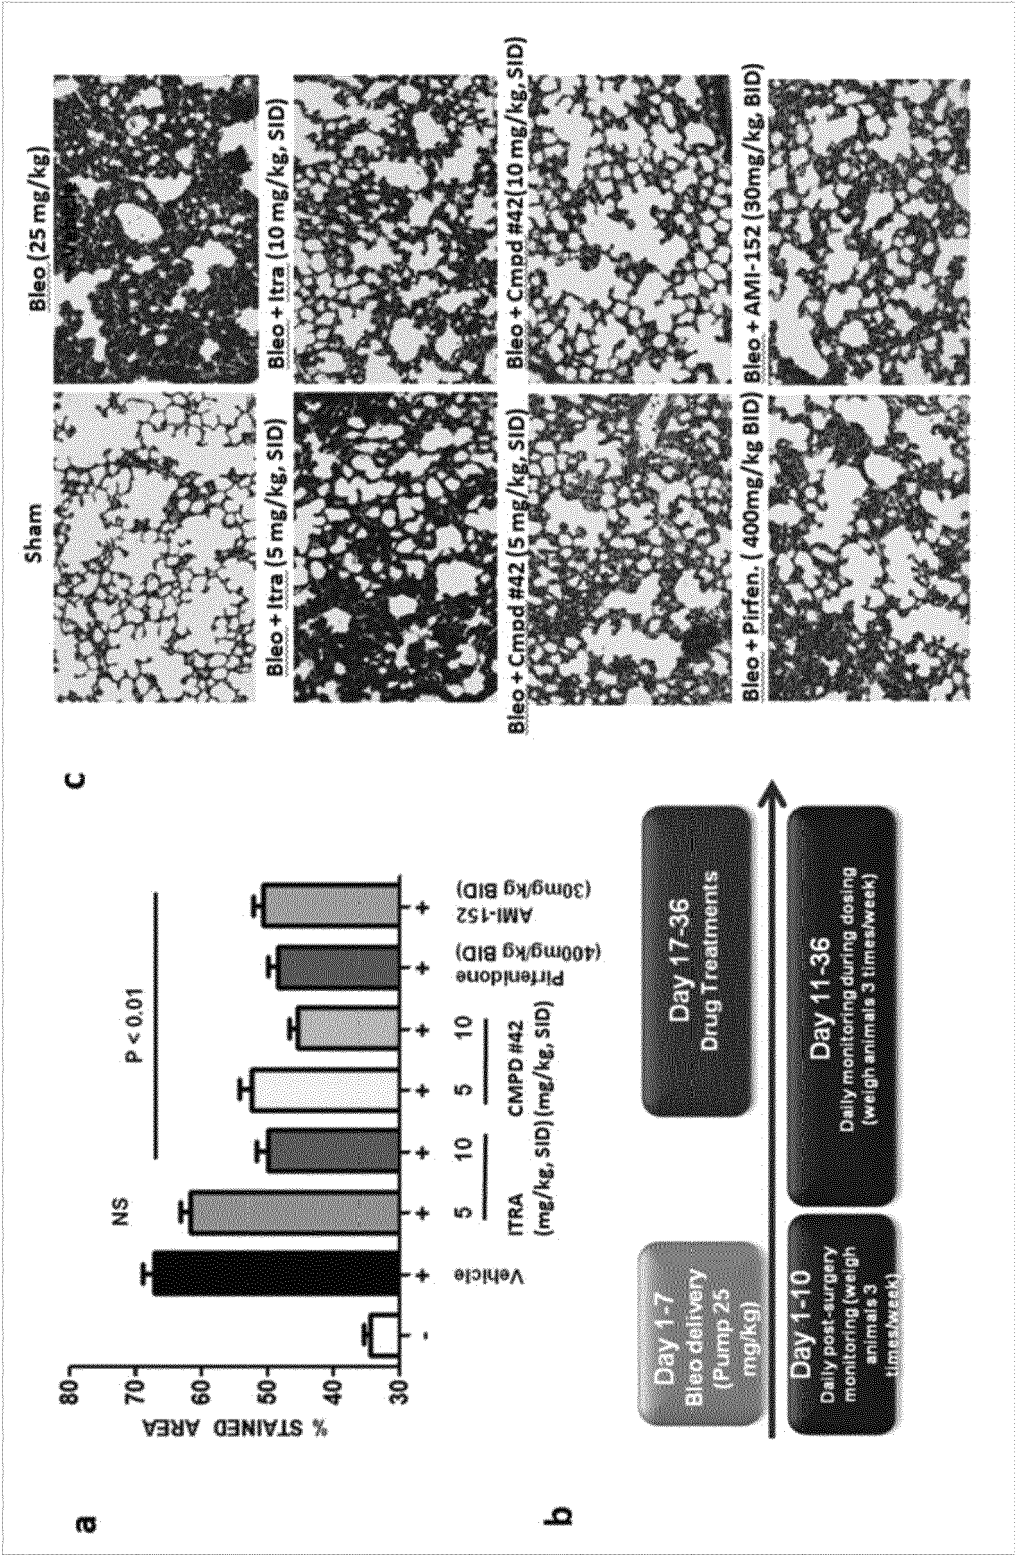 a
% STAINED AREA
80
70
60
50
40
30
NS
P < 0.01
- + + + + + + +
Vehicle
5 10
ITRA
(mg/kg, SID)
5 10
CMPD #42
(mg/kg, SID)
Pirfenidone
(400mg/kg BID)
AMI-152
(30mg/kg BID)
b
Day 1-7
Bleo delivery
(Pump 25
mg/kg)
Day 17-36
Drug Treatments
Day 1-10
Daily post-surgery
monitoring (weigh
animals 3
times/week)
Day 11-36
Daily monitoring during dosing
(weigh animals 3 times/week)
c
Sham
Bleo (25 mg/kg)
Bleo + Itra (5 mg/kg, SID)
Bleo + Itra (10 mg/kg, SID)
Bleo + Cmpd #42 (5 mg/kg, SID)
Bleo + Cmpd #42(10 mg/kg, SID)
Bleo + Pirfen. ( 400mg/kg BID)
Bleo + AMI-152 (30mg/kg, BID)